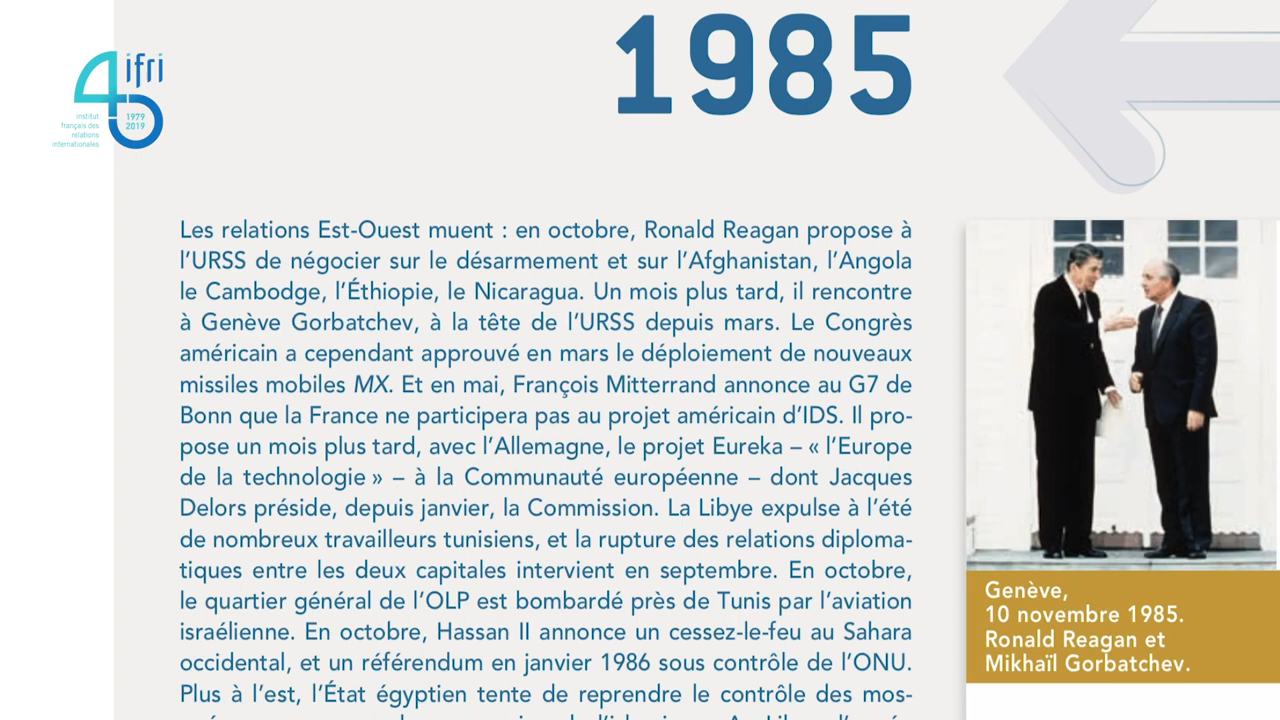 1985
ifri
45
1979
2019
institut
français des
relations
internationales
Les relations Est-Ouest muent : en octobre, Ronald Reagan propose à
l'URSS de négocier sur le désarmement et sur l'Afghanistan, l'Angola
le Cambodge, l'Éthiopie, le Nicaragua. Un mois plus tard, il rencontre
à Genève Gorbatchev, à la tête de l'URSS depuis mars. Le Congrès
américain a cependant approuvé en mars le déploiement de nouveaux
missiles mobiles MX. Et en mai, François Mitterrand annonce au G7 de
Bonn que la France ne participera pas au projet américain d'IDS. Il pro-
pose un mois plus tard, avec l'Allemagne, le projet Eureka – « l'Europe
de la technologie » – à la Communauté européenne – dont Jacques
Delors préside, depuis janvier, la Commission. La Libye expulse à l'été
de nombreux travailleurs tunisiens, et la rupture des relations diploma-
tiques entre les deux capitales intervient en septembre. En octobre,
le quartier général de l'OLP est bombardé près de Tunis par l'aviation
israélienne. En octobre, Hassan II annonce un cessez-le-feu au Sahara
occidental, et un référendum en janvier 1986 sous contrôle de l'ONU.
Plus à l'est, l'État égyptien tente de reprendre le contrôle des mos-
Genève,
10 novembre 1985.
Ronald Reagan et
Mikhaïl Gorbatchev.